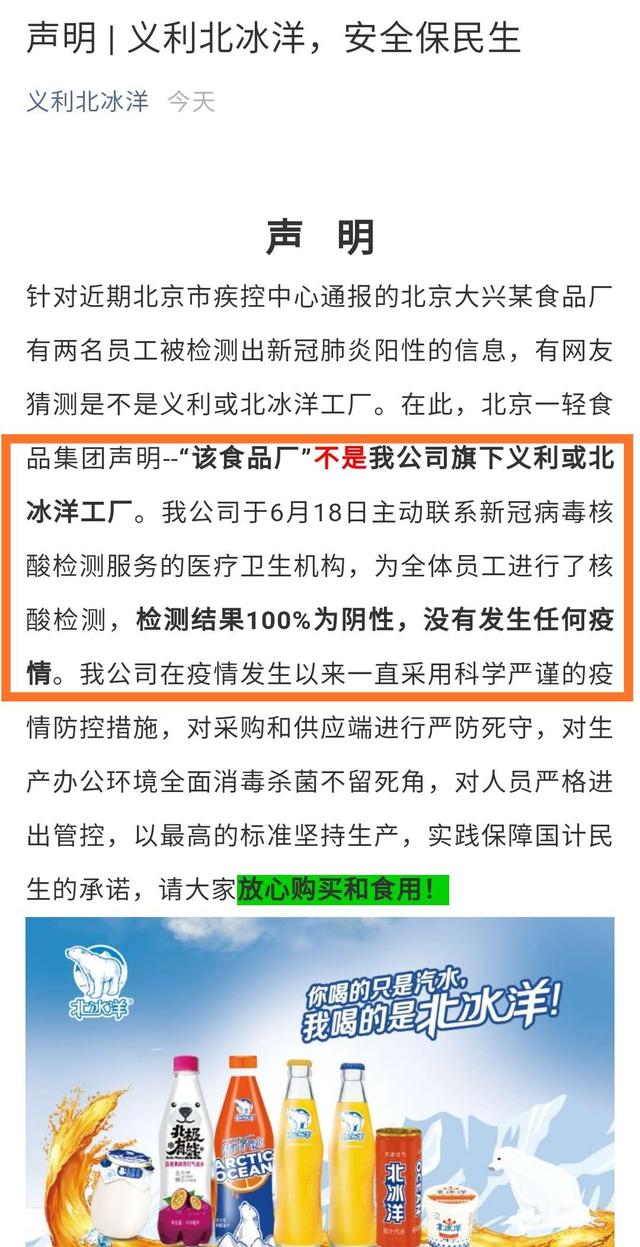 声明 | 义利北冰洋，安全保民生
义利北冰洋 今天
声 明
针对近期北京市疾控中心通报的北京大兴某食品厂
有两名员工被检测出新冠肺炎阳性的信息，有网友
猜测是不是义利或北冰洋工厂。在此，北京一轻食
品集团声明--“该食品厂”不是我公司旗下义利或北
冰洋工厂。我公司于6月18日主动联系新冠病毒核
酸检测服务的医疗卫生机构，为全体员工进行了核
酸检测，检测结果100%为阴性，没有发生任何疫
情。我公司在疫情发生以来一直采用科学严谨的疫
情防控措施，对采购和供应端进行严防死守，对生
产办公环境全面消毒杀菌不留死角，对人员严格进
出管控，以最高的标准坚持生产，实践保障国计民
生的承诺，请大家放心购买和食用！
北冰洋
你喝的只是汽水，
我喝的是北冰洋！
ARCTIC
OCEAN
北冰洋
北冰洋